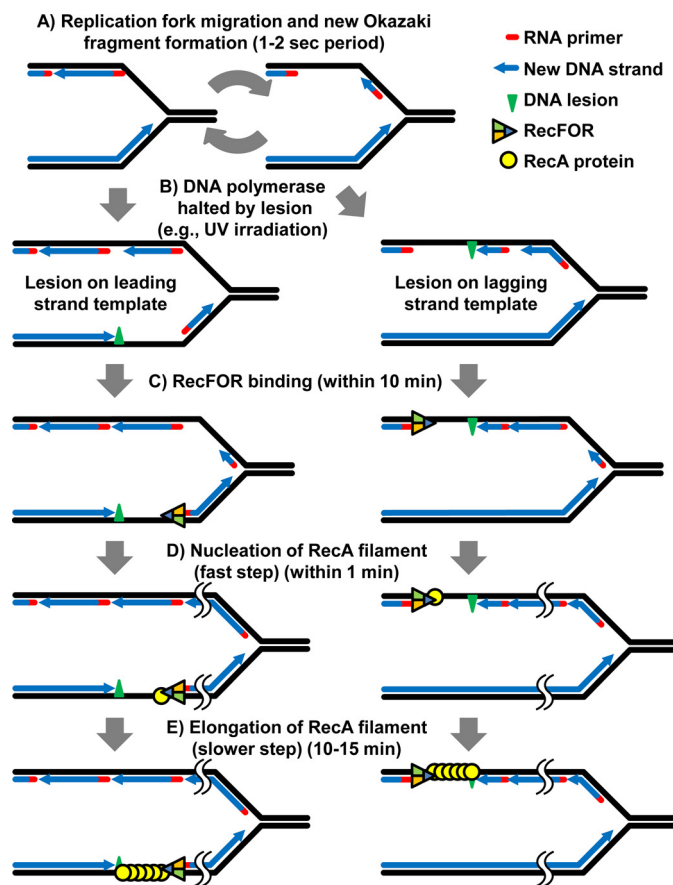 A) Replication fork migration and new Okazaki
fragment formation (1-2 sec period)
RNA primer
New DNA strand
DNA lesion
RecFOR
RecA protein
B) DNA polymerase
halted by lesion
(e.g., UV irradiation)
Lesion on leading
strand template
Lesion on lagging
strand template
C) RecFOR binding (within 10 min)
D) Nucleation of RecA filament
(fast step) (within 1 min)
E) Elongation of RecA filament
(slower step) (10-15 min)